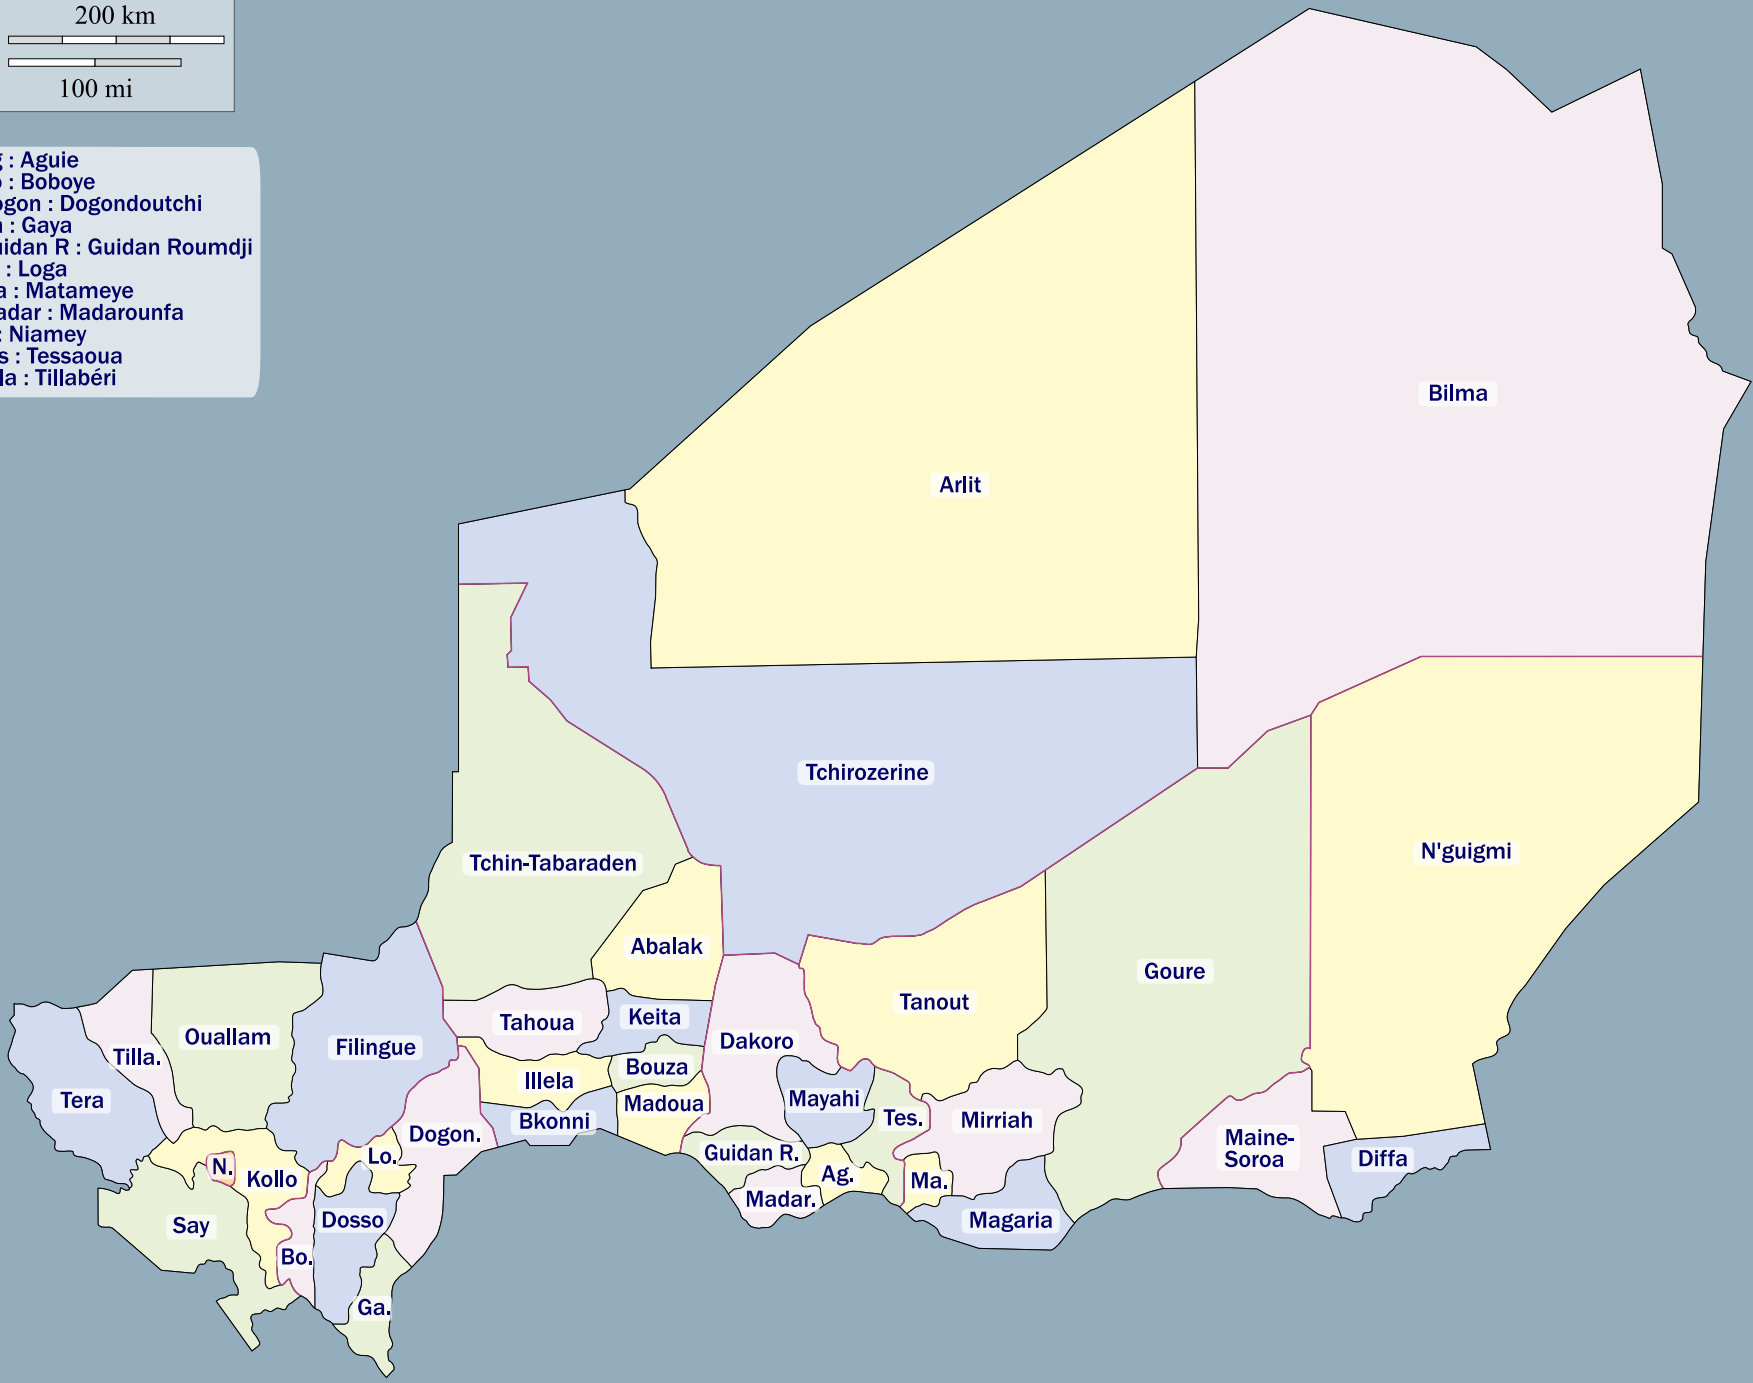 200 km
100 mi
: Aguie
: Boboye
ogon : Dogondoutchi
: Gaya
uidan R : Guidan Roumdji
: Loga
a : Matameye
adar : Madarounfa
: Niamey
s : Tessaoua
lla : Tillabéri
Bilma
Arlit
Tchirozerine
N'guigmi
Tchin-Tabaraden
Abalak
Goure
Tanout
Keita
Tahoua
Ouallam
Dakoro
Filingue
Tilla.
Bouza
Illela
Mayahi
Tera
Madoua
Tes.
Mirriah
Bkonni
Dogon.
Maine-
Soroa
Guidan R.
Lo.
Diffa
N.
Kollo
Ag.
Ma.
Madar.
Dosso
Magaria
Say
Bo.
Ga.